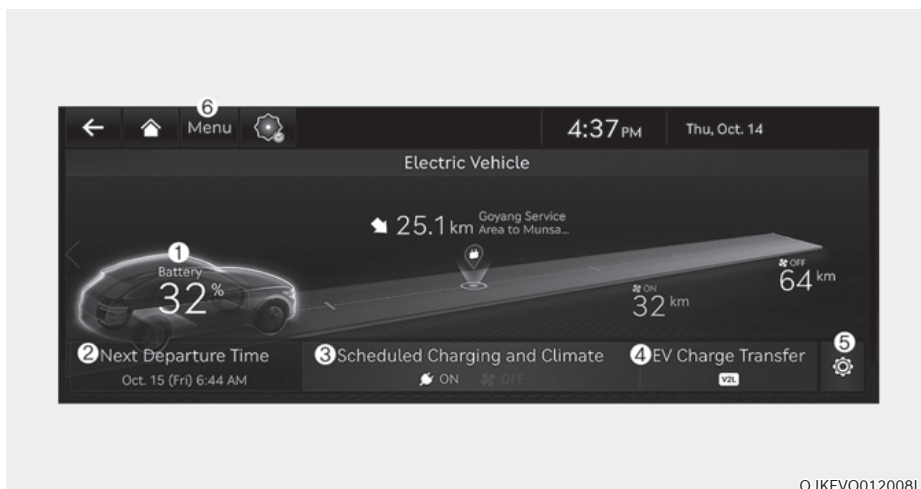 6
Menu
4:37 PM
Thu, Oct. 14
Electric Vehicle
25.1 km Goyang Service
Area to Munsa...
1
Battery
32 %
OFF
64 km
ON
32 km
2 Next Departure Time
Oct. 15 (Fri) 6:44 AM
3 Scheduled Charging and Climate
ON OFF
4 EV Charge Transfer
V2L
5